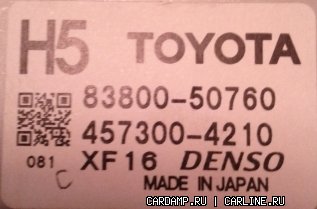 H5 TOYOTA
83800-50760
457300-4210
081 XF16 DENSO
C
MADE IN JAPAN
CARDAMP.RU | CARLINE.RU